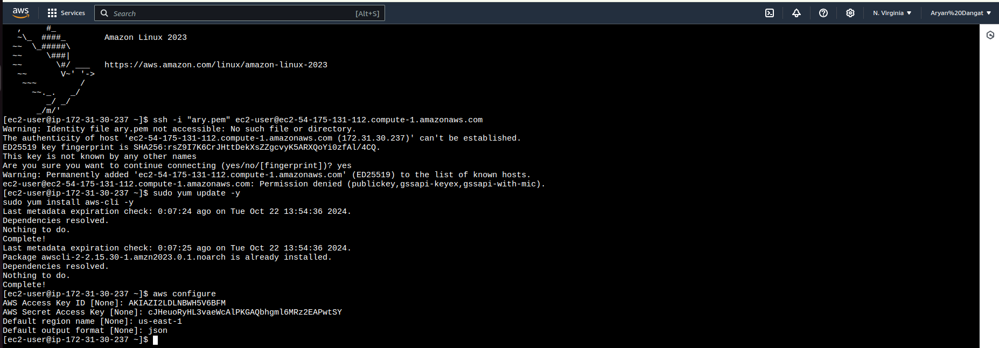 aws
Services
Search
[Alt+S]
N. Virginia
Aryan%20Dangat
,     #_
~\_  ####_        Amazon Linux 2023
~~  \_#####\
~~     \###|
~~       \#/ ___   https://aws.amazon.com/linux/amazon-linux-2023
~~       V~' '->
~~~         /
~~._.   _/
_/ _/
_/m/'
[ec2-user@ip-172-31-30-237 ~]$ ssh -i "ary.pem" ec2-user@ec2-54-175-131-112.compute-1.amazonaws.com
Warning: Identity file ary.pem not accessible: No such file or directory.
The authenticity of host 'ec2-54-175-131-112.compute-1.amazonaws.com (172.31.30.237)' can't be established.
ED25519 key fingerprint is SHA256:rsZ9I7K6CrJHttDekXsZZgcvyK5ARXQoYi0zfAl/4CQ.
This key is not known by any other names
Are you sure you want to continue connecting (yes/no/[fingerprint])? yes
Warning: Permanently added 'ec2-54-175-131-112.compute-1.amazonaws.com' (ED25519) to the list of known hosts.
ec2-user@ec2-54-175-131-112.compute-1.amazonaws.com: Permission denied (publickey,gssapi-keyex,gssapi-with-mic).
[ec2-user@ip-172-31-30-237 ~]$ sudo yum update -y
sudo yum install aws-cli -y
Last metadata expiration check: 0:07:24 ago on Tue Oct 22 13:54:36 2024.
Dependencies resolved.
Nothing to do.
Complete!
Last metadata expiration check: 0:07:25 ago on Tue Oct 22 13:54:36 2024.
Package awscli-2-2.15.30-1.amzn2023.0.1.noarch is already installed.
Dependencies resolved.
Nothing to do.
Complete!
[ec2-user@ip-172-31-30-237 ~]$ aws configure
AWS Access Key ID [None]: AKIAZI2LDLNBWH5V6BFM
AWS Secret Access Key [None]: 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
Default region name [None]: us-east-1
Default output format [None]: json
[ec2-user@ip-172-31-30-237 ~]$